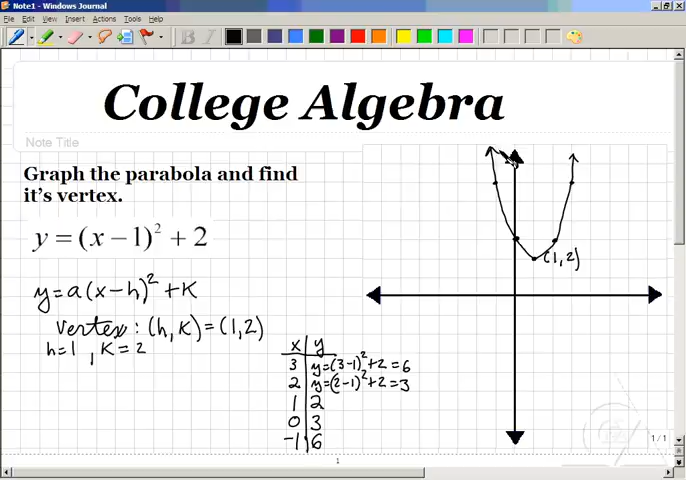 Note1 - Windows Journal
File Edit View Insert Actions Tools Help
B I
College Algebra
Note Title
Graph the parabola and find
it's vertex.
y = (x − 1)² + 2
y = a(x − h)² + K
vertex: (h, K) = (1, 2)
h = 1, K = 2
x y
3 y = (3 − 1)² + 2 = 6
2 y = (2 − 1)² + 2 = 3
1 2
0 3
−1 6
(1, 2)
1 / 1
1